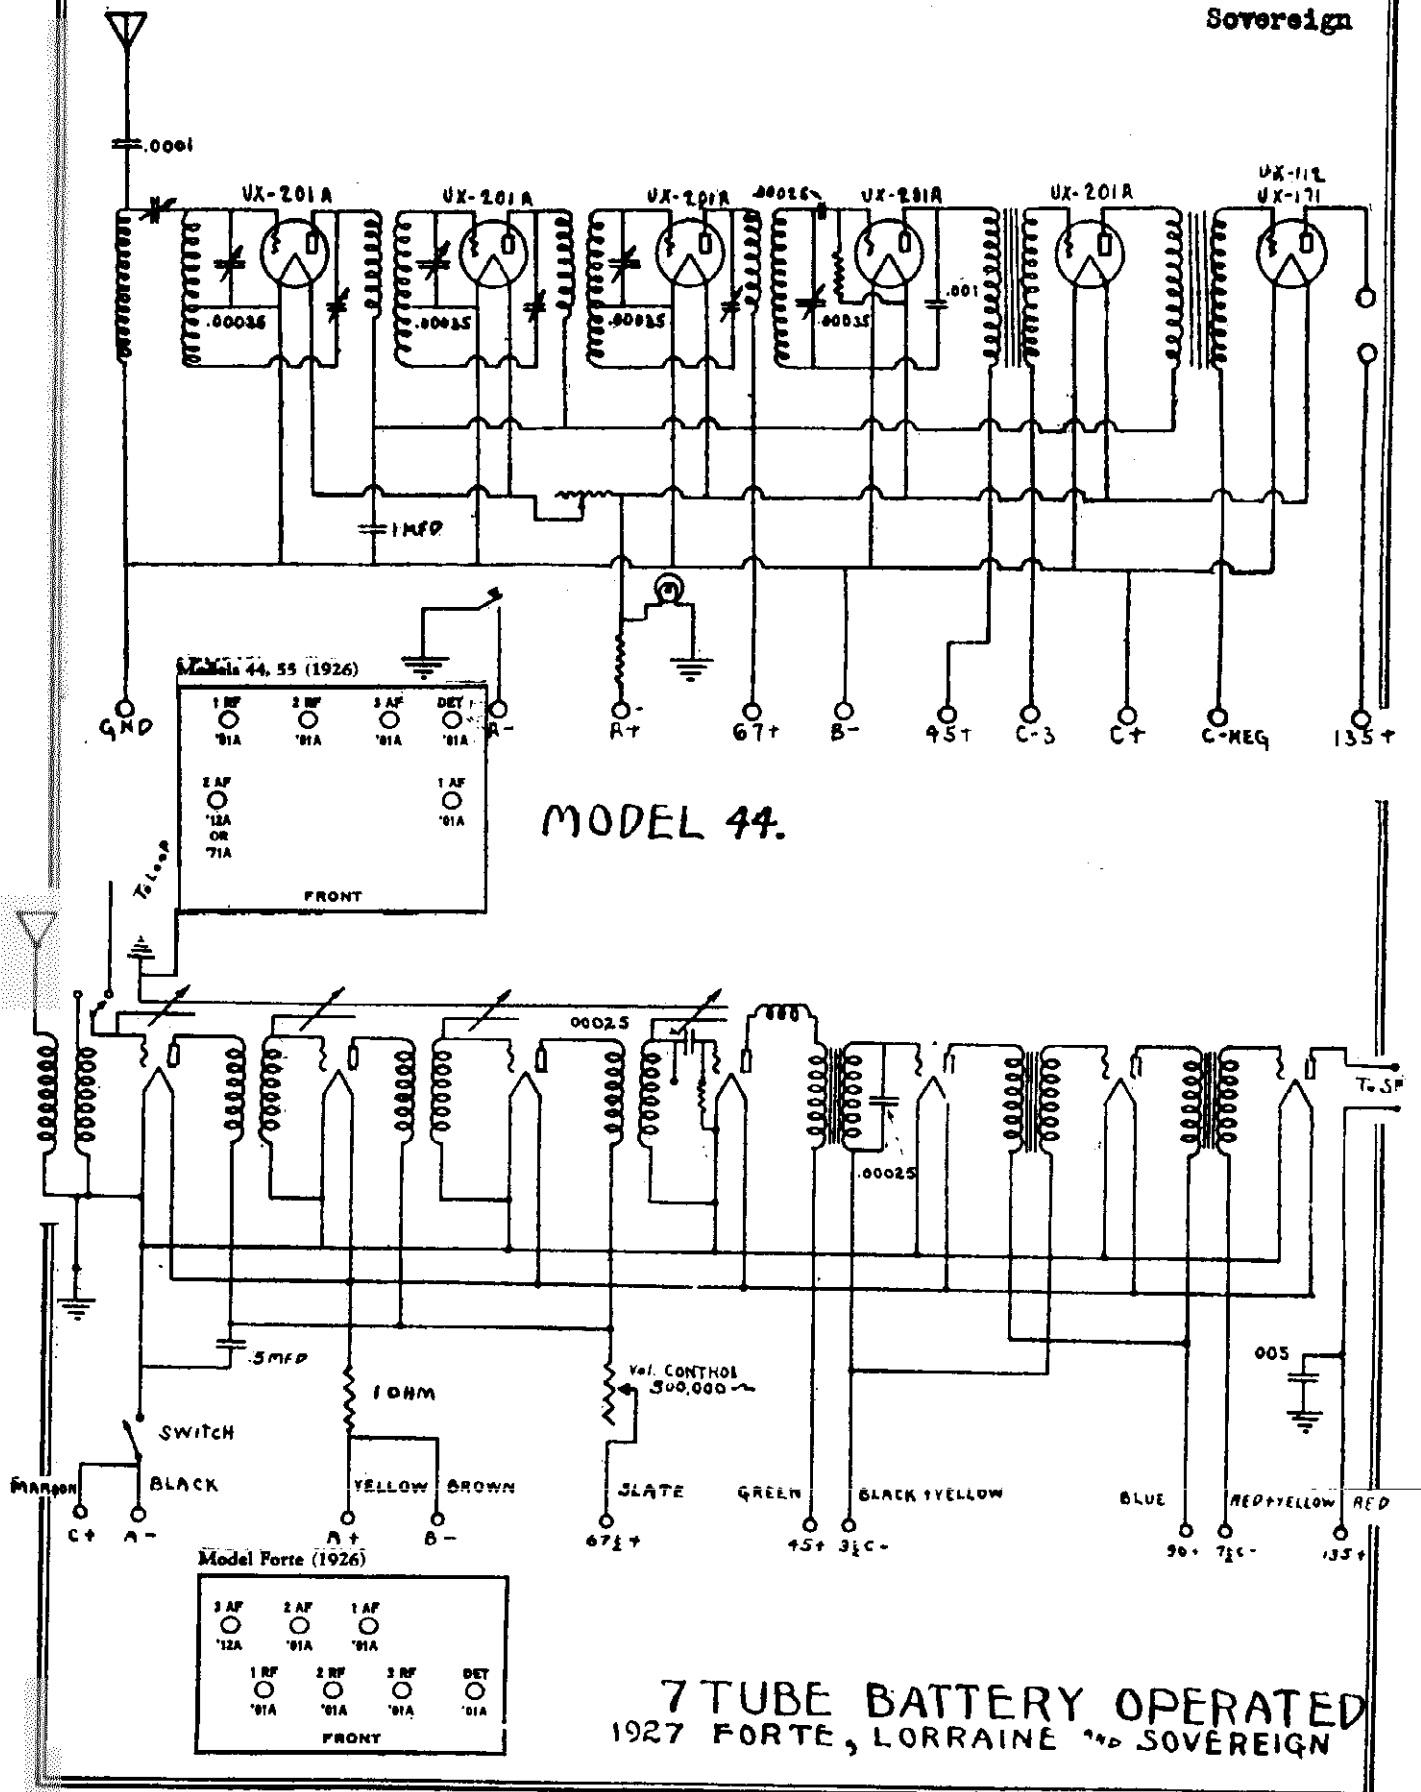 Sovereign
.0001
UX-112
UX-201A UX-201A UX-201A .00025 UX-201A UX-201A UX-171
.001
.00035 .00035 .00035 .00035
1 MFD
Models 44, 55 (1926)
1 RF 2 RF 3 AF DET
'01A '01A '01A '01A
GND A- A+ 67+ B- 45+ C-3 C+ C-NEG 135+
2 AF 1 AF
'12A '01A
OR
'71A
MODEL 44.
To Loop
FRONT
00025
To SP
.00025
.5 MFD
1 OHM
Vol. CONTROL
500,000
005
SWITCH
MAROON BLACK YELLOW BROWN SLATE GREEN BLACK+YELLOW BLUE RED+YELLOW RED
C+ A- A+ B- 67½+ 45+ 3½C- 90+ 7½C- 135+
Model Forte (1926)
3 AF 2 AF 1 AF
'12A '01A '01A
1 RF 2 RF 3 RF DET
'01A '01A '01A '01A
FRONT
7 TUBE BATTERY OPERATED
1927 FORTE, LORRAINE AND SOVEREIGN